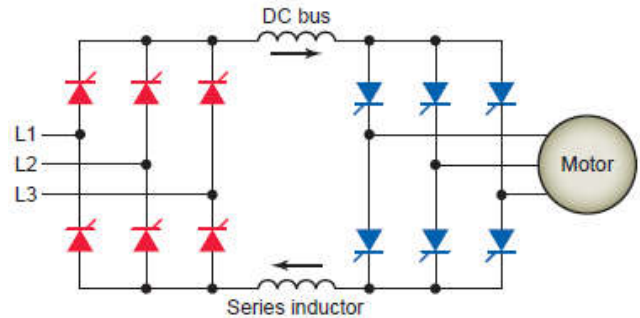 DC bus
L1
L2
L3
Motor
Series inductor